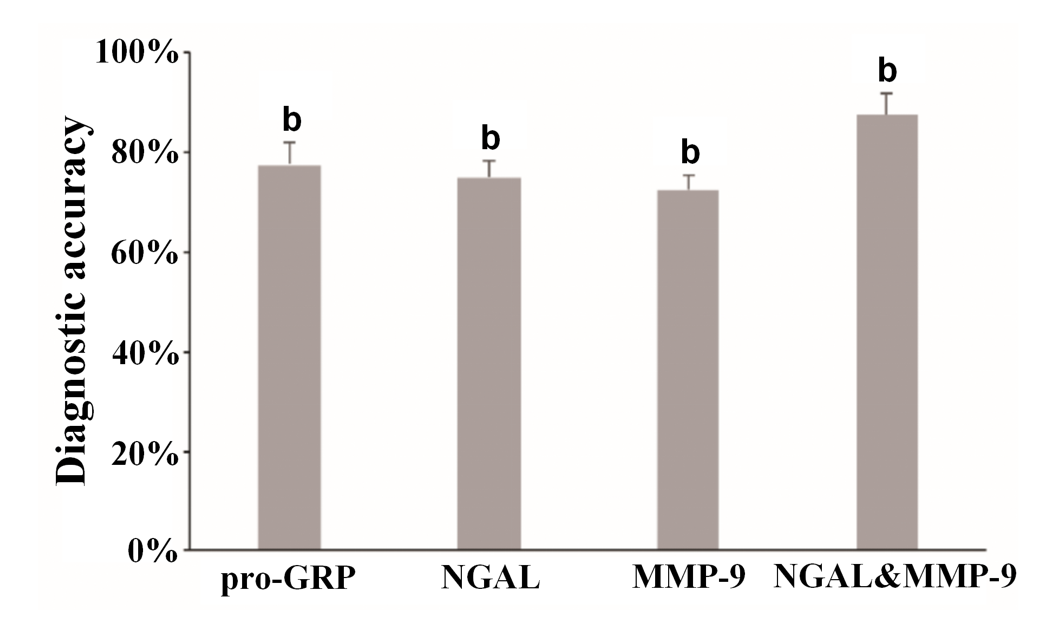 100%
80%
60%
40%
20%
0%
Diagnostic accuracy
b
b
b
b
pro-GRP
NGAL
MMP-9
NGAL&MMP-9